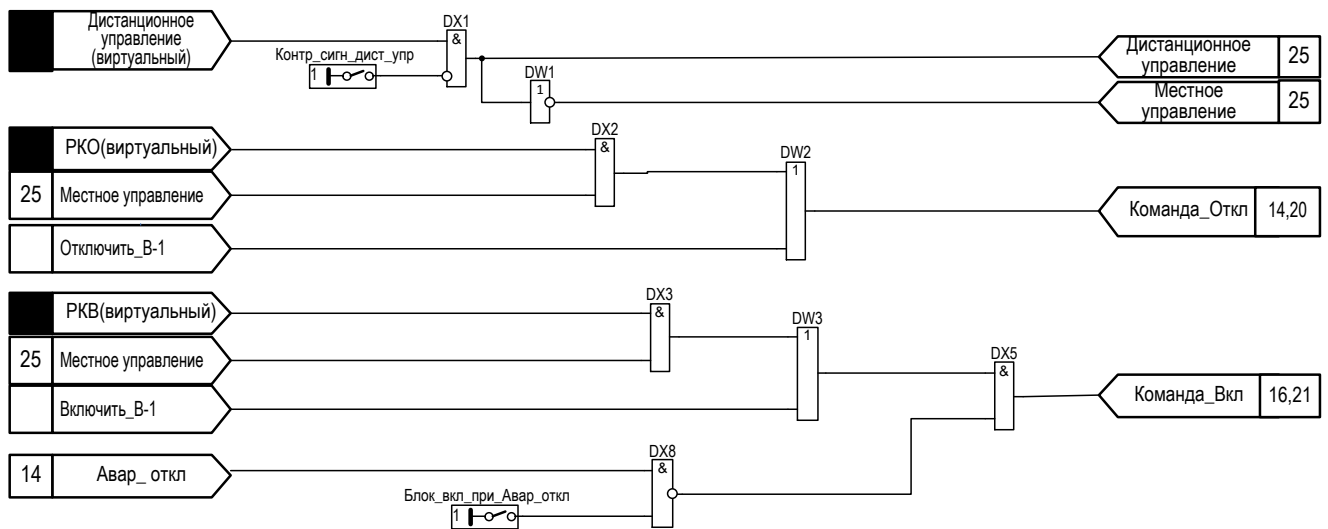 Дистанционное
управление
(виртуальный)
DX1
&
Контр_сигн_дист_упр
1
DW1
1
Дистанционное
управление
25
Местное
управление
25
РКО(виртуальный)
25 Местное управление
Отключить_В-1
DX2
&
DW2
1
Команда_Откл 14,20
РКВ(виртуальный)
25 Местное управление
Включить_В-1
DX3
&
DW3
1
DX5
&
Команда_Вкл 16,21
14 Авар_ откл
DX8
&
Блок_вкл_при_Авар_откл
1